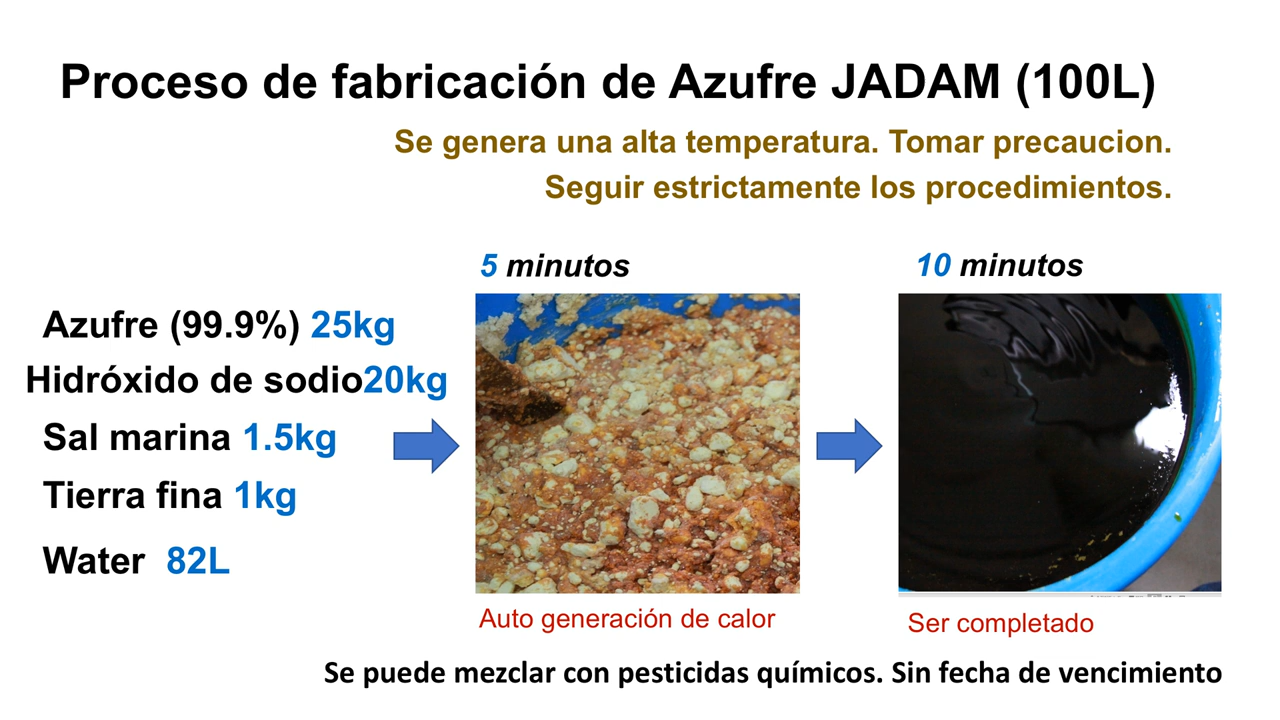 Proceso de fabricación de Azufre JADAM (100L)
Se genera una alta temperatura. Tomar precaucion.
Seguir estrictamente los procedimientos.
5 minutos
10 minutos
Azufre (99.9%) 25kg
Hidróxido de sodio20kg
Sal marina 1.5kg
Tierra fina 1kg
Water 82L
Auto generación de calor
Ser completado
Se puede mezclar con pesticidas químicos. Sin fecha de vencimiento